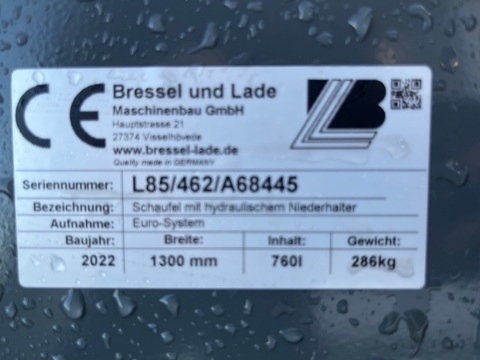 CE
Bressel und Lade
Maschinenbau GmbH
Hauptstrasse 21
27374 Visselhövede
www.bressel-lade.de
Quality made in GERMANY
Seriennummer: L85/462/A68445
Bezeichnung: Schaufel mit hydraulischem Niederhalter
Aufnahme: Euro-System
Baujahr: Breite: Inhalt: Gewicht:
2022 1300 mm 760l 286kg